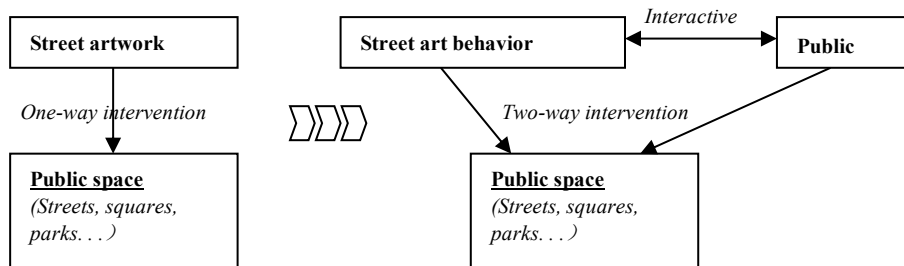 Street artwork
One-way intervention
Public space
(Streets, squares,
parks. . . ）
Interactive
Street art behavior
Public
Two-way intervention
Public space
(Streets, squares,
parks. . . ）